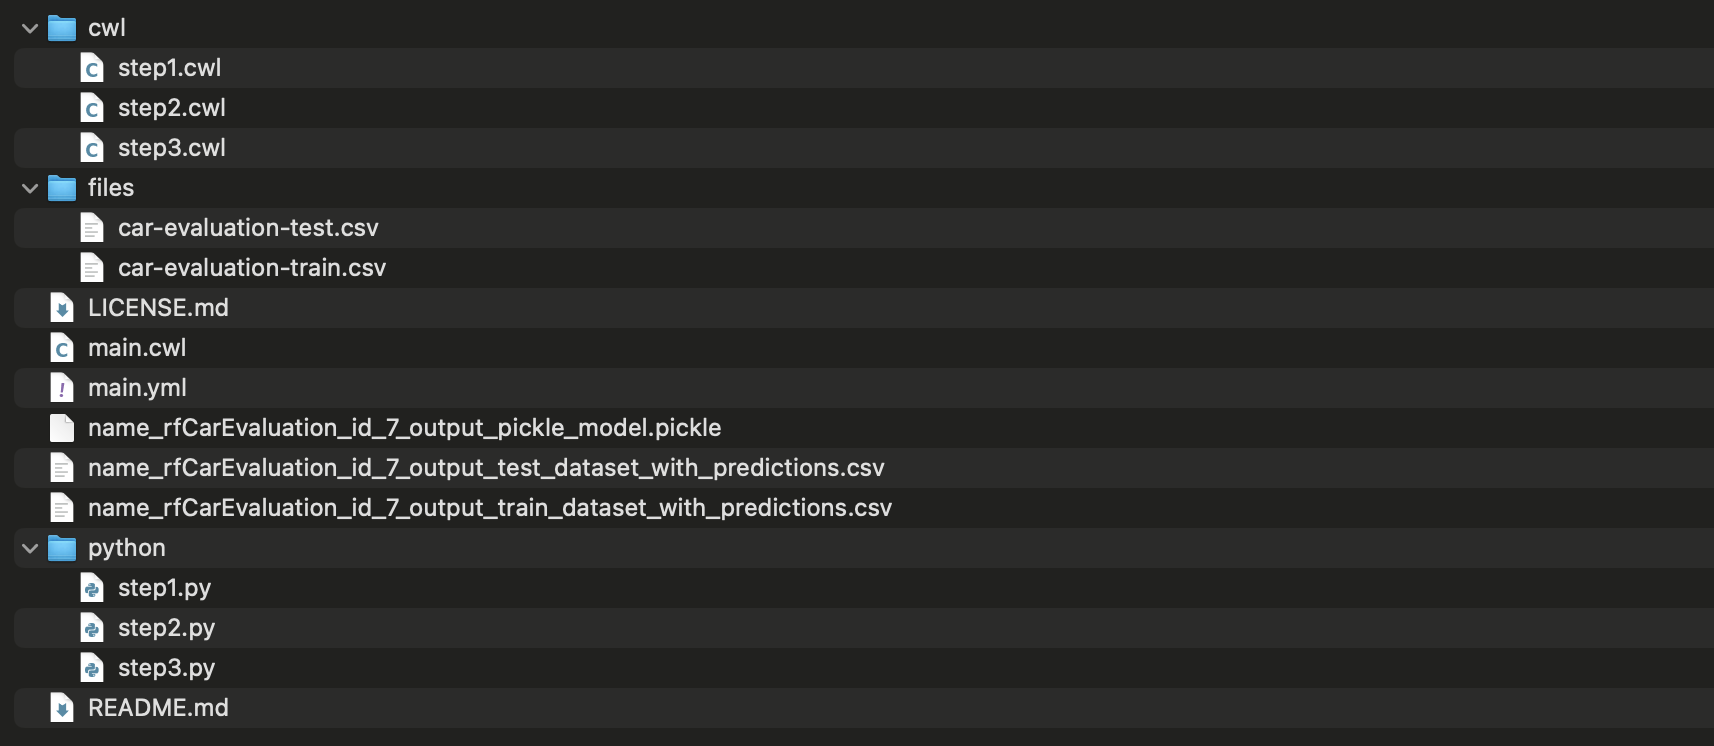 cwl
step1.cwl
step2.cwl
step3.cwl
files
car-evaluation-test.csv
car-evaluation-train.csv
LICENSE.md
main.cwl
main.yml
name_rfCarEvaluation_id_7_output_pickle_model.pickle
name_rfCarEvaluation_id_7_output_test_dataset_with_predictions.csv
name_rfCarEvaluation_id_7_output_train_dataset_with_predictions.csv
python
step1.py
step2.py
step3.py
README.md